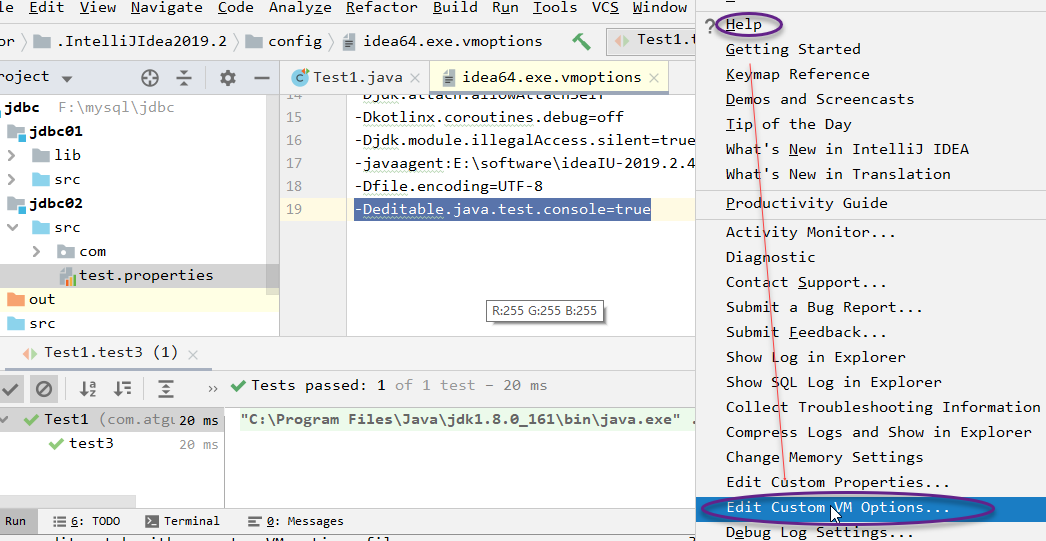 le Edit View Navigate Code Analyze Refactor Build Run Tools VCS Window
or .IntelliJIdea2019.2 config idea64.exe.vmoptions Test1.t
roject
Test1.java idea64.exe.vmoptions
jdbc F:\mysql\jdbc
jdbc01
lib
src
jdbc02
src
com
test.properties
out
src
14 -Djdk.attach.allowAttachSelf
15 -Dkotlinx.coroutines.debug=off
16 -Djdk.module.illegalAccess.silent=true
17 -javaagent:E:\software\ideaIU-2019.2.4
18 -Dfile.encoding=UTF-8
19 -Deditable.java.test.console=true
R:255 G:255 B:255
Test1.test3 (1)
Tests passed: 1 of 1 test – 20 ms
Test1 (com.atgu 20 ms
test3 20 ms
"C:\Program Files\Java\jdk1.8.0_161\bin\java.exe" .
Run 6: TODO Terminal 0: Messages
? Help
Getting Started
Keymap Reference
Demos and Screencasts
Tip of the Day
What's New in IntelliJ IDEA
What's New in Translation
Productivity Guide
Activity Monitor...
Diagnostic
Contact Support...
Submit a Bug Report...
Submit Feedback...
Show Log in Explorer
Show SQL Log in Explorer
Collect Troubleshooting Information
Compress Logs and Show in Explorer
Change Memory Settings
Edit Custom Properties...
Edit Custom VM Options...
Debug Log Settings...